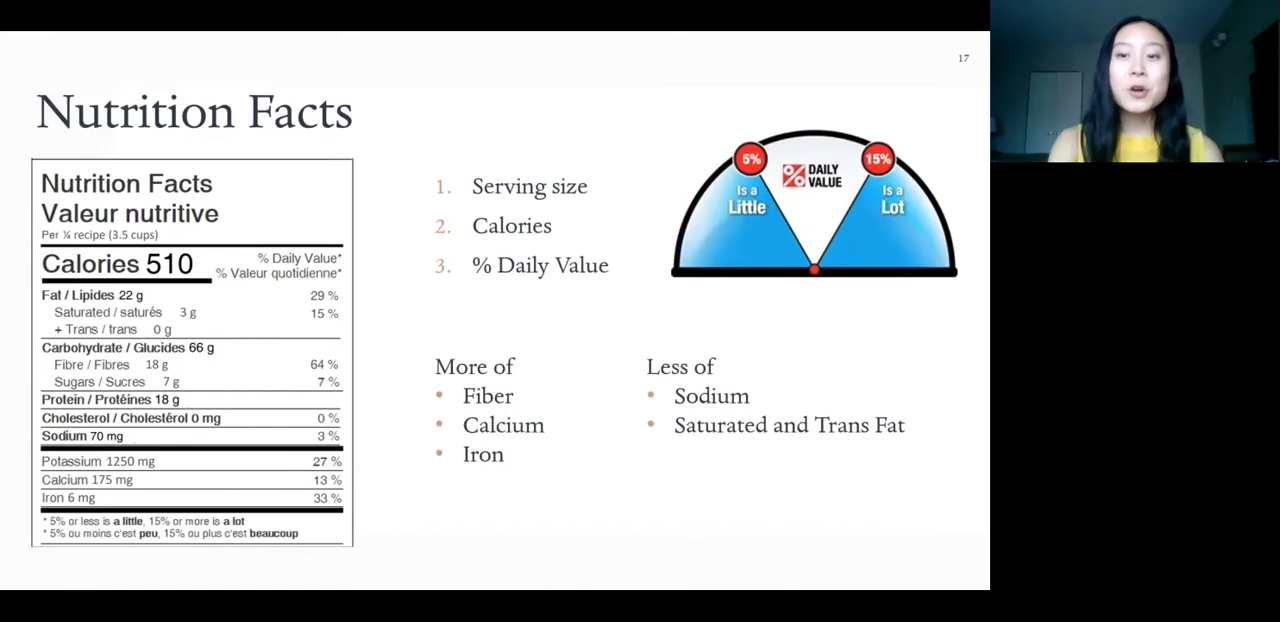 17
Nutrition Facts
Nutrition Facts
Valeur nutritive
Per ¼ recipe (3.5 cups)
Calories 510
% Daily Value*
% Valeur quotidienne*
Fat / Lipides 22 g 29 %
Saturated / saturés 3 g 15 %
+ Trans / trans 0 g
Carbohydrate / Glucides 66 g
Fibre / Fibres 18 g 64 %
Sugars / Sucres 7 g 7 %
Protein / Protéines 18 g
Cholesterol / Cholestérol 0 mg 0 %
Sodium 70 mg 3 %
Potassium 1250 mg 27 %
Calcium 175 mg 13 %
Iron 6 mg 33 %
* 5% or less is a little, 15% or more is a lot
* 5% ou moins c'est peu, 15% ou plus c'est beaucoup
1. Serving size
2. Calories
3. % Daily Value
5%
Is a
Little
% DAILY
VALUE
15%
Is a
Lot
More of
• Fiber
• Calcium
• Iron
Less of
• Sodium
• Saturated and Trans Fat